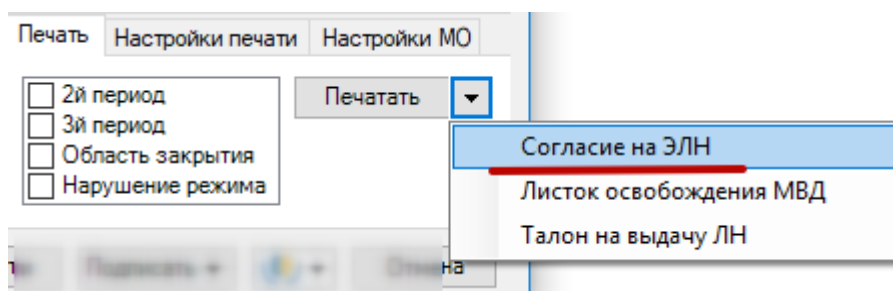 Печать Настройки печати Настройки МО
2й период
3й период
Область закрытия
Нарушение режима
Печатать
Согласие на ЭЛН
Листок освобождения МВД
Талон на выдачу ЛН